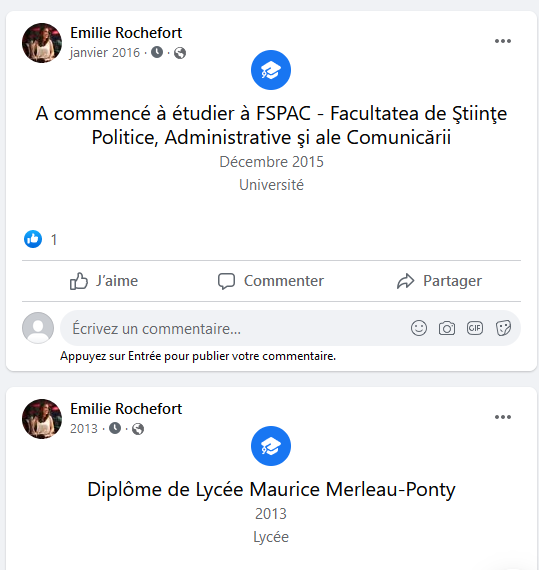 Emilie Rochefort
janvier 2016 ·  ·
A commencé à étudier à FSPAC - Facultatea de Ştiinţe
Politice, Administrative şi ale Comunicării
Décembre 2015
Université
1
J’aime
Commenter
Partager
Écrivez un commentaire...
GIF
Appuyez sur Entrée pour publier votre commentaire.
Emilie Rochefort
2013 ·  ·
Diplôme de Lycée Maurice Merleau-Ponty
2013
Lycée